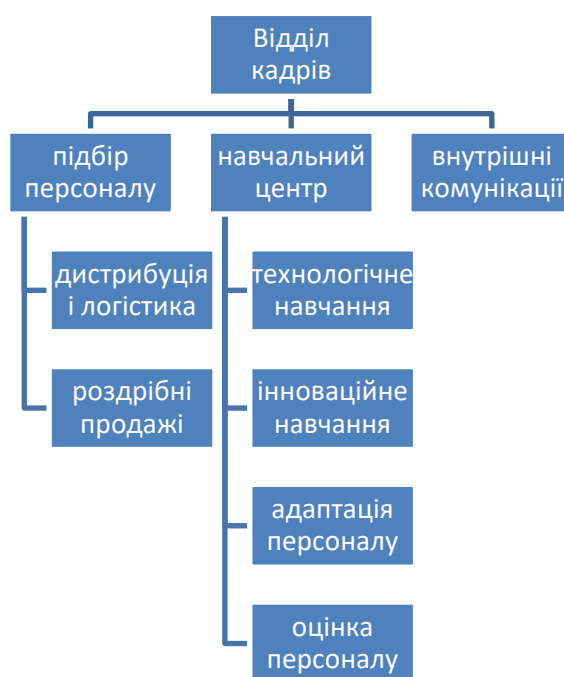 Відділ
кадрів
підбір
персоналу
навчальний
центр
внутрішні
комунікації
дистрибуція
і логістика
роздрібні
продажі
технологічне
навчання
інноваційне
навчання
адаптація
персоналу
оцінка
персоналу